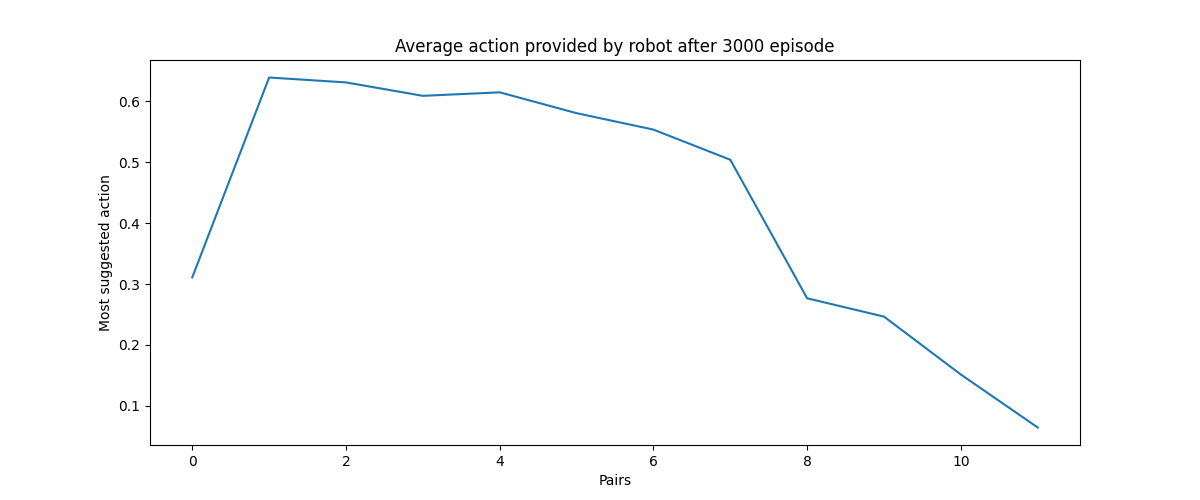 Average action provided by robot after 3000 episode
Most suggested action
0.6
0.5
0.4
0.3
0.2
0.1
0 2 4 6 8 10
Pairs